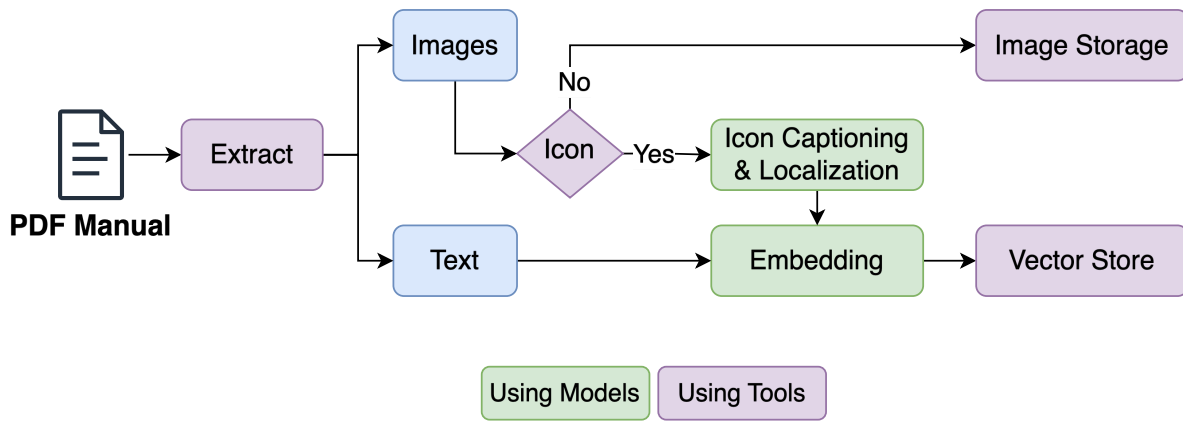 Images
Image Storage
No
Extract
Icon
Yes
Icon Captioning
& Localization
PDF Manual
Text
Embedding
Vector Store
Using Models
Using Tools